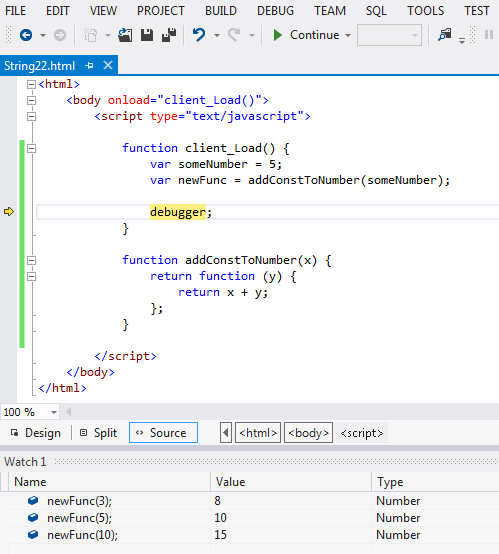 FILE EDIT VIEW PROJECT BUILD DEBUG TEAM SQL TOOLS TEST
Continue
String22.html
<html>
<body onload="client_Load()">
<script type="text/javascript">
function client_Load() {
var someNumber = 5;
var newFunc = addConstToNumber(someNumber);
debugger;
}
function addConstToNumber(x) {
return function (y) {
return x + y;
};
}
</script>
</body>
</html>
100 %
Design Split Source <html> <body> <script>
Watch 1
Name Value Type
newFunc(3); 8 Number
newFunc(5); 10 Number
newFunc(10); 15 Number